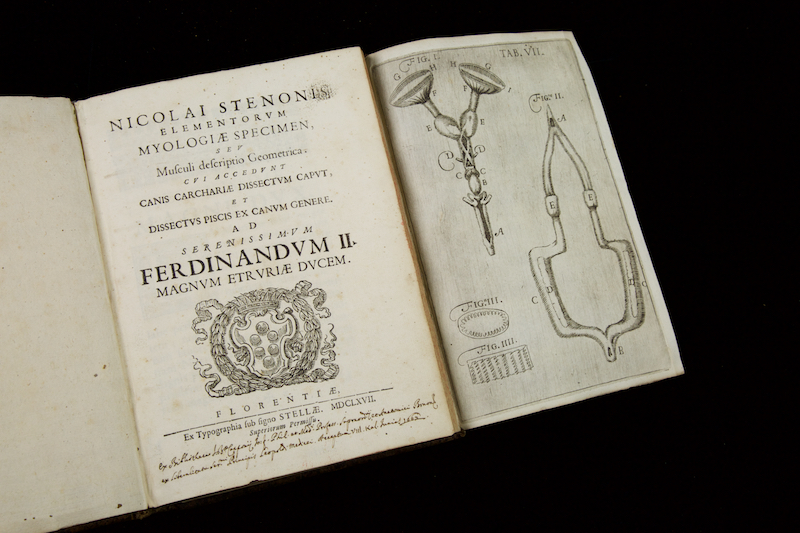 NICOLAI STENONIS
ELEMENTORVM
MYOLOGIÆ SPECIMEN,
SEV
Musculi descriptio Geometrica:
CVI ACCEDVNT
CANIS CARCHARIÆ DISSECTVM CAPVT,
ET
DISSECTVS PISCIS EX CANVM GENERE.
AD
SERENISSIMVM
FERDINANDVM II.
MAGNVM ETRVRIÆ DVCEM.
FLORENTIÆ,
Ex Typographia sub signo STELLÆ. MDCLXVII.
Superiorum Permissu.
Ex Bibliotheca
TAB. VII.
FIG. I.
G H H G
F F I
E E
D D
C C
B
A
FIG. II.
A
E E
C D D C
B
FIG. III.
FIG. IIII.